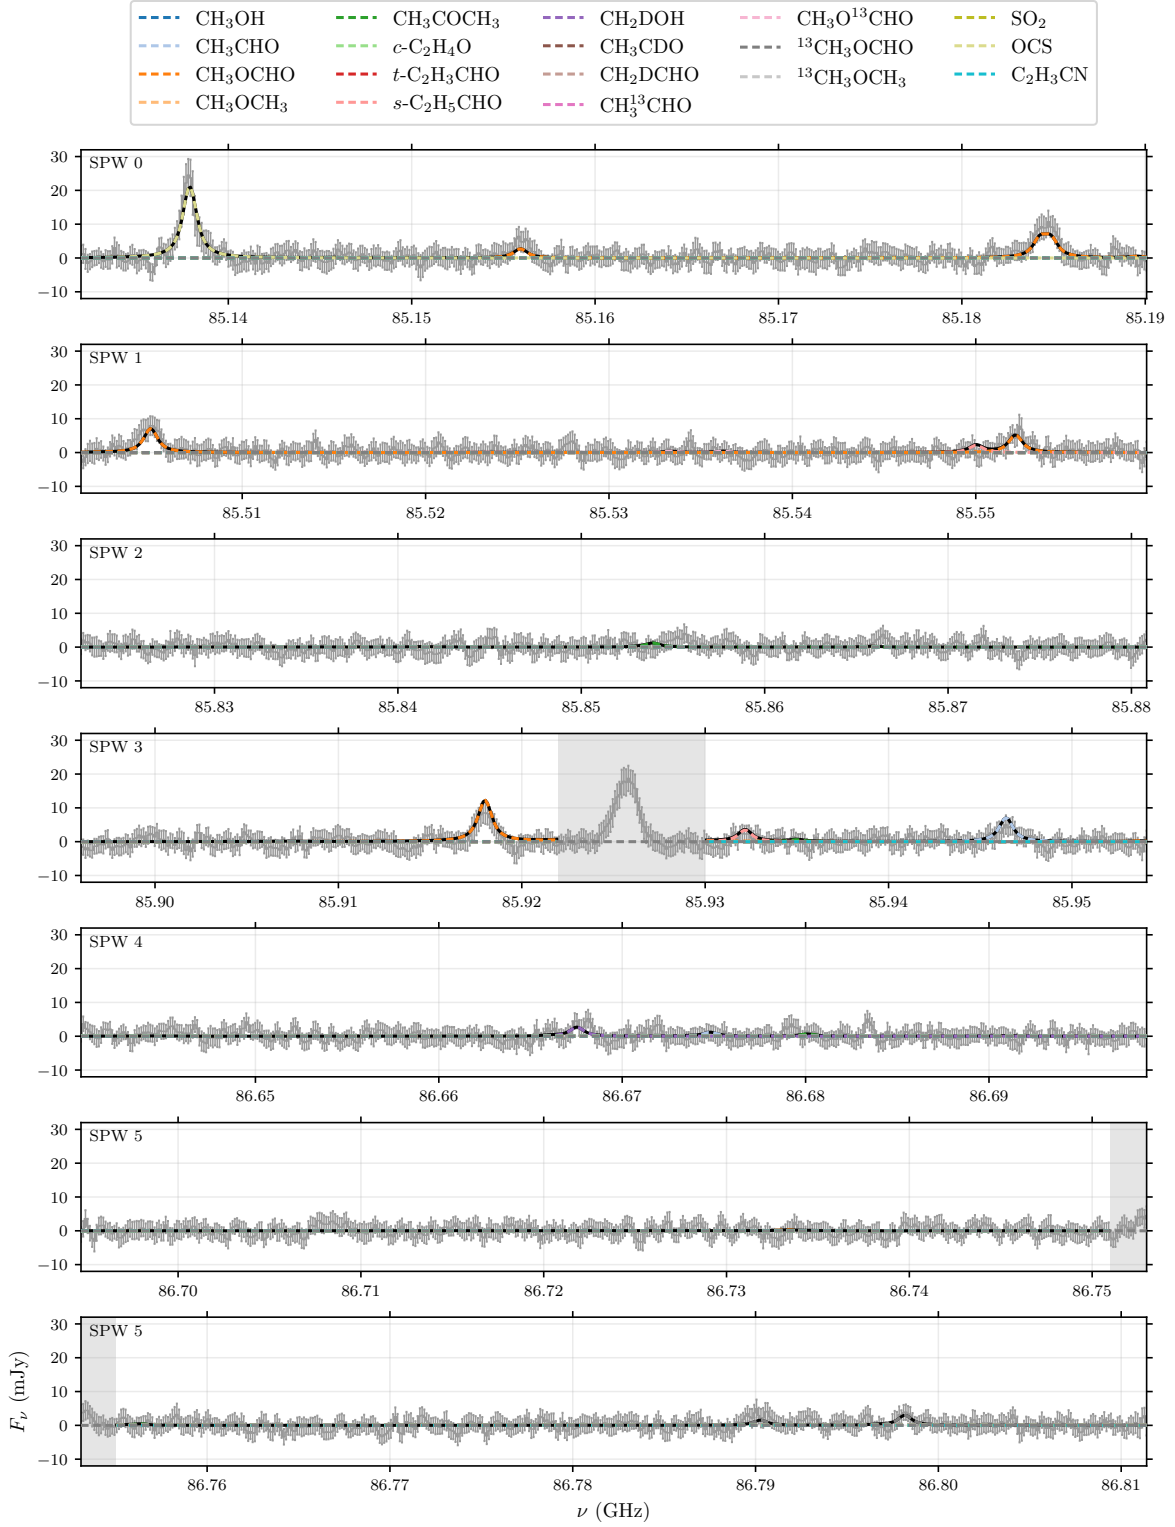 CH₃OH CH₃COCH₃ CH₂DOH CH₃O¹³CHO SO₂
CH₃CHO c-C₂H₄O CH₃CDO ¹³CH₃OCHO OCS
CH₃OCHO t-C₂H₃CHO CH₂DCHO ¹³CH₃OCH₃ C₂H₃CN
CH₃OCH₃ s-C₂H₅CHO CH₃¹³CHO
SPW 0
30
20
10
0
−10
85.14 85.15 85.16 85.17 85.18 85.19
SPW 1
30
20
10
0
−10
85.51 85.52 85.53 85.54 85.55
SPW 2
30
20
10
0
−10
85.83 85.84 85.85 85.86 85.87 85.88
SPW 3
30
20
10
0
−10
85.90 85.91 85.92 85.93 85.94 85.95
SPW 4
30
20
10
0
−10
86.65 86.66 86.67 86.68 86.69
SPW 5
30
20
10
0
−10
86.70 86.71 86.72 86.73 86.74 86.75
SPW 5
30
20
10
0
−10
86.76 86.77 86.78 86.79 86.80 86.81
Fν (mJy)
ν (GHz)